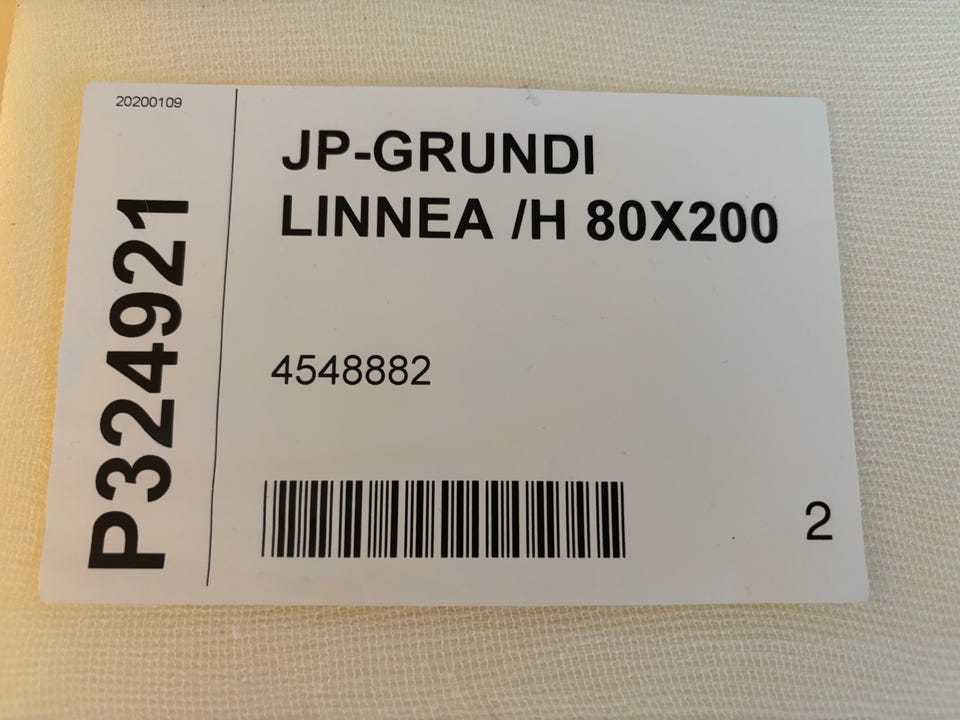 20200109
P324921
JP-GRUNDI
LINNEA /H 80X200
4548882
2